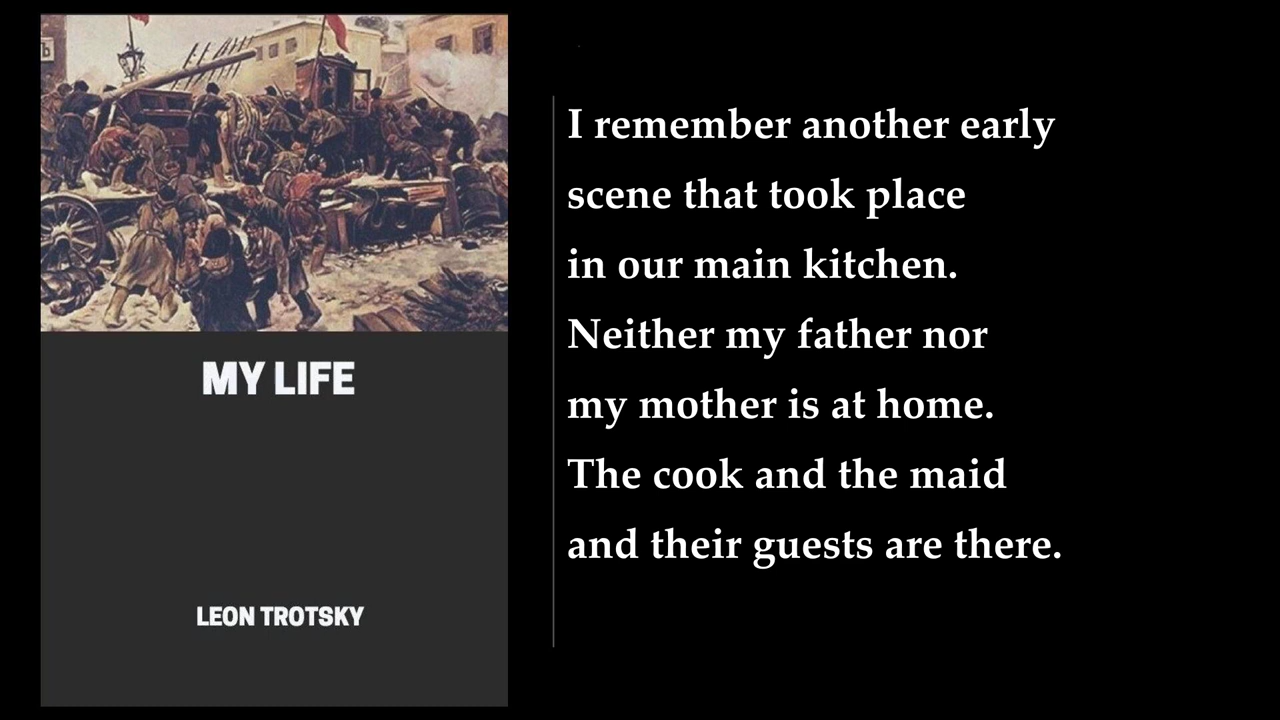 MY LIFE
LEON TROTSKY
I remember another early
scene that took place
in our main kitchen.
Neither my father nor
my mother is at home.
The cook and the maid
and their guests are there.